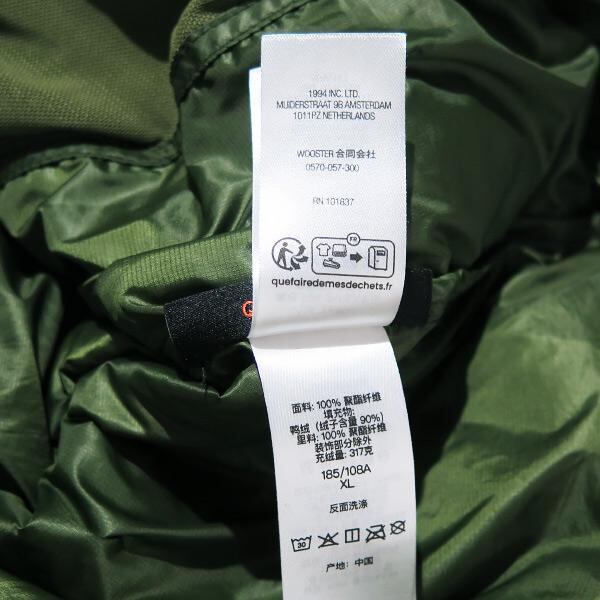 1994 INC. LTD.
MUIDERSTRAAT 9B AMSTERDAM
1011PZ NETHERLANDS
WOOSTER 合同会社
0570-057-300
RN 101837
FR
quefairedemesdechets.fr
面料: 100% 聚酯纤维
填充物:
鸭绒（绒子含量 90%）
里料: 100% 聚酯纤维
装饰部分除外
充绒量: 317克
185/108A
XL
反面洗涤
30
产地: 中国